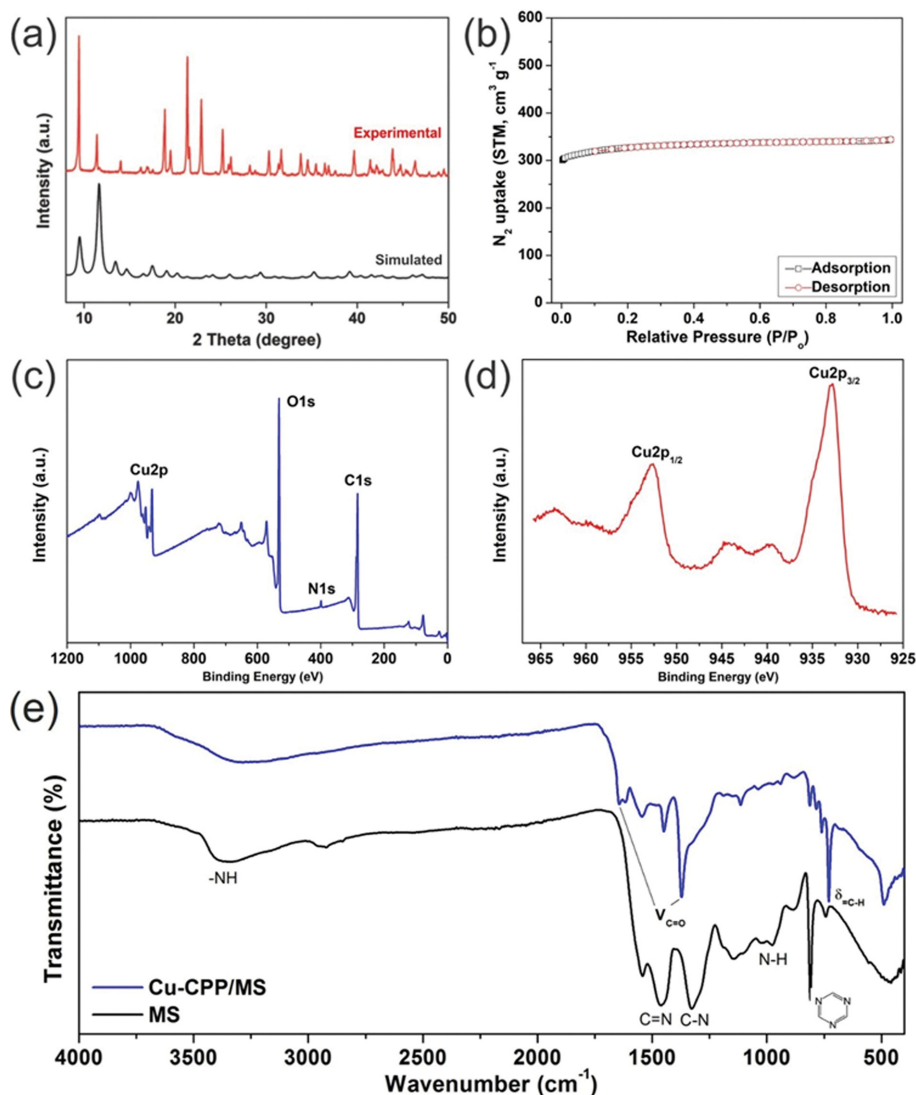 (a)
Intensity (a.u.)
Experimental
Simulated
10 20 30 40 50
2 Theta (degree)
(b)
N₂ uptake (STM, cm³ g⁻¹)
600
500
400
300
200
100
0
Adsorption
Desorption
0.0 0.2 0.4 0.6 0.8 1.0
Relative Pressure (P/Pₒ)
(c)
Intensity (a.u.)
Cu2p
O1s
N1s
C1s
1200 1000 800 600 400 200 0
Binding Energy (eV)
(d)
Intensity (a.u.)
Cu2p₁/₂
Cu2p₃/₂
965 960 955 950 945 940 935 930 925
Binding Energy (eV)
(e)
Transmittance (%)
-NH
V C=O
δ =C-H
N-H
C=N
C-N
N N
N
Cu-CPP/MS
MS
4000 3500 3000 2500 2000 1500 1000 500
Wavenumber (cm⁻¹)